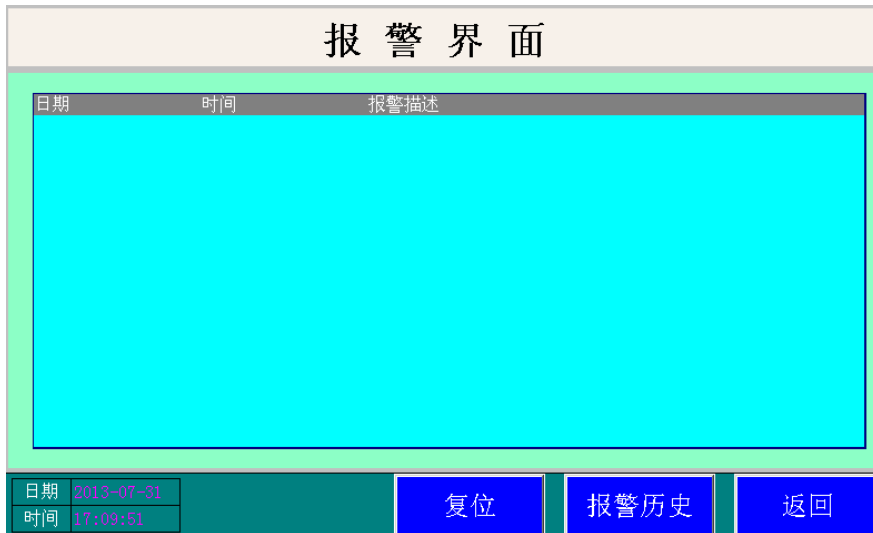 报警界面
日期 时间 报警描述
日期 2013-07-31
时间 17:09:51
复位 报警历史 返回